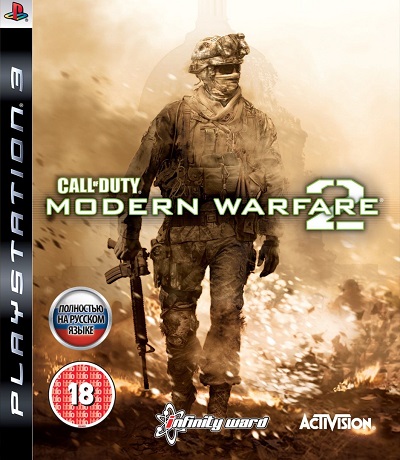 PLAYSTATION 3
CALL OF DUTY
MODERN WARFARE 2
ПОЛНОСТЬЮ
НА РУССКОМ
ЯЗЫКЕ
18
infinity ward
ACTIVISION